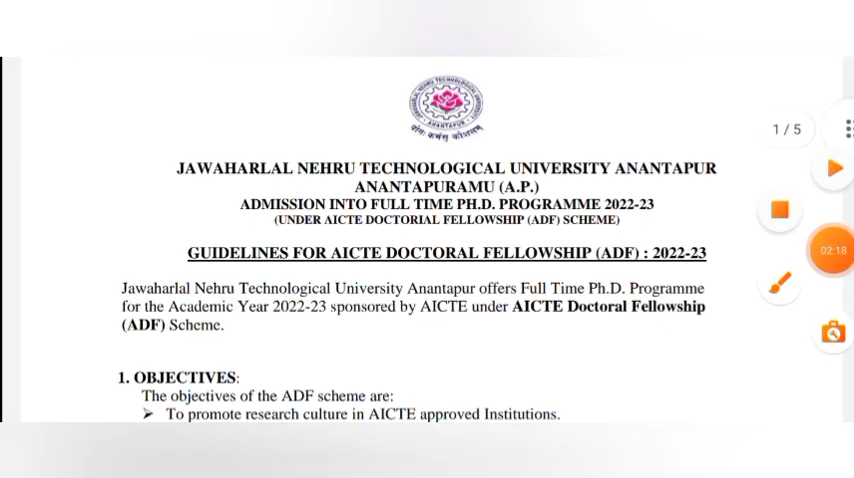 JAWAHARLAL NEHRU TECHNOLOGICAL UNIVERSITY ANANTAPUR
ANANTAPURAMU (A.P.)
ADMISSION INTO FULL TIME PH.D. PROGRAMME 2022-23
(UNDER AICTE DOCTORIAL FELLOWSHIP (ADF) SCHEME)
GUIDELINES FOR AICTE DOCTORAL FELLOWSHIP (ADF) : 2022-23
Jawaharlal Nehru Technological University Anantapur offers Full Time Ph.D. Programme
for the Academic Year 2022-23 sponsored by AICTE under AICTE Doctoral Fellowship
(ADF) Scheme.
1. OBJECTIVES:
The objectives of the ADF scheme are:
➢ To promote research culture in AICTE approved Institutions.
1 / 5
02:18